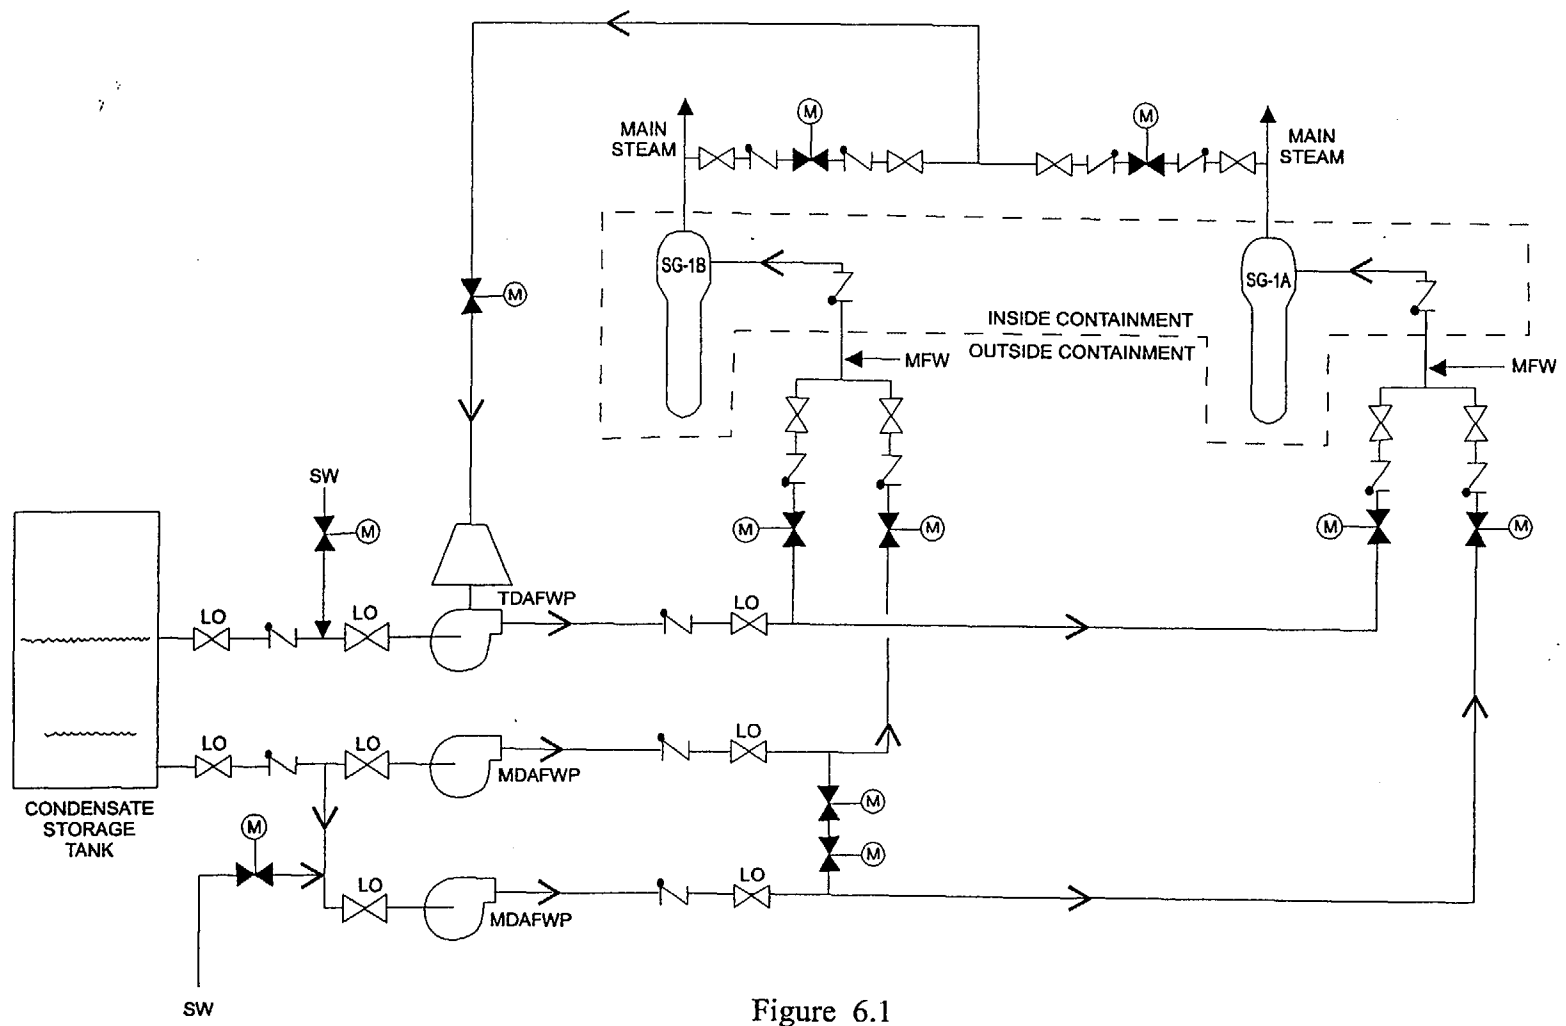 M
M
MAIN
STEAM
MAIN
STEAM
M
SG-1B
SG-1A
INSIDE CONTAINMENT
OUTSIDE CONTAINMENT
MFW
MFW
SW
M
M
M
M
M
LO
LO
TDAFWP
LO
LO
LO
MDAFWP
LO
CONDENSATE
STORAGE
TANK
M
M
M
LO
MDAFWP
LO
SW
Figure 6.1